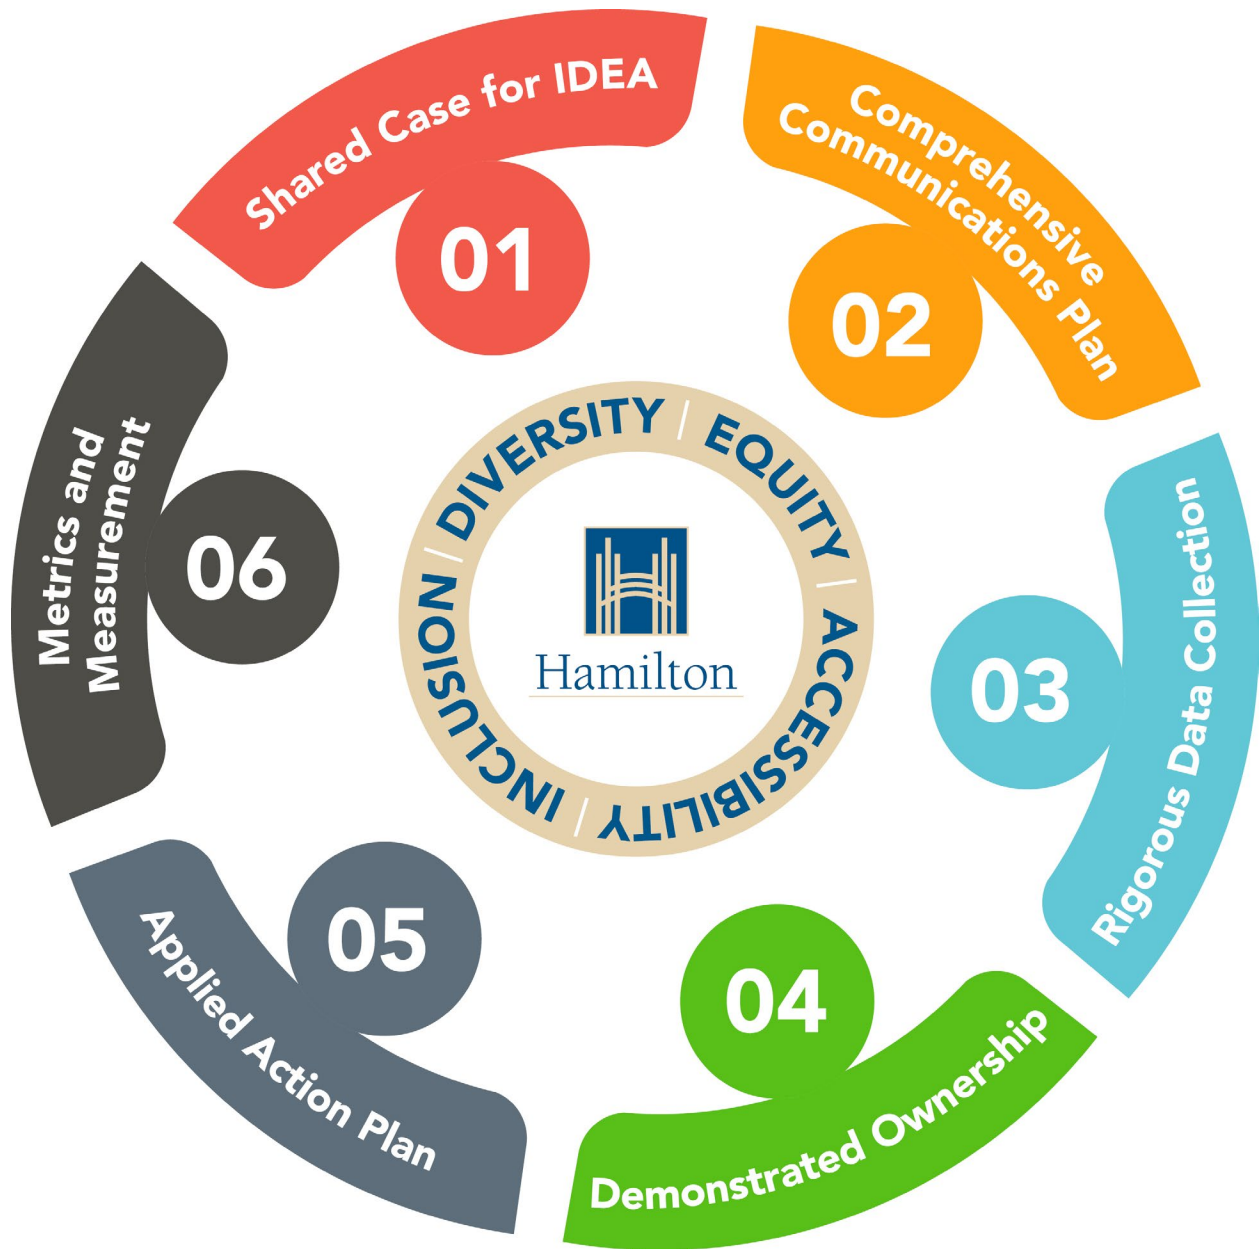 Shared Case for IDEA
01
Comprehensive
Communications Plan
02
Rigorous Data Collection
03
Demonstrated Ownership
04
Applied Action Plan
05
Metrics and
Measurement
06
DIVERSITY | EQUITY | ACCESSIBILITY | INCLUSION |
Hamilton